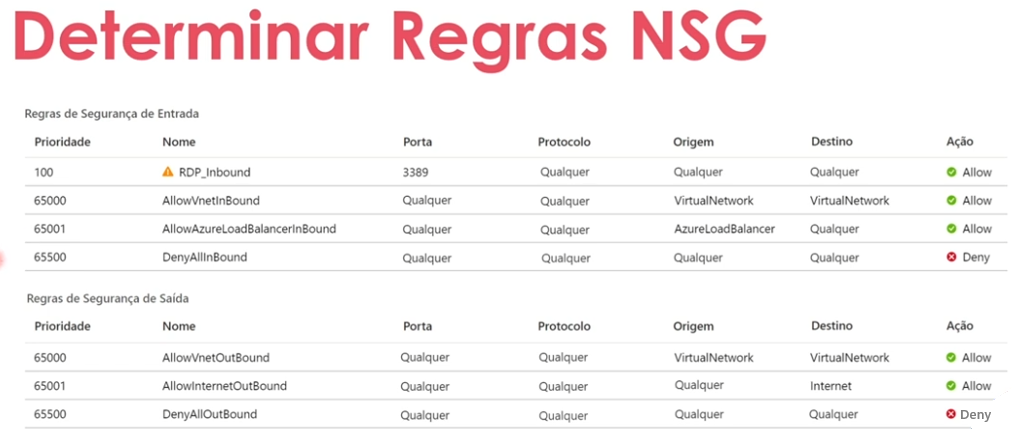 Determinar Regras NSG
Regras de Segurança de Entrada
Prioridade Nome Porta Protocolo Origem Destino Ação
100 RDP_Inbound 3389 Qualquer Qualquer Qualquer Allow
65000 AllowVnetInBound Qualquer Qualquer VirtualNetwork VirtualNetwork Allow
65001 AllowAzureLoadBalancerInBound Qualquer Qualquer AzureLoadBalancer Qualquer Allow
65500 DenyAllInBound Qualquer Qualquer Qualquer Qualquer Deny
Regras de Segurança de Saída
Prioridade Nome Porta Protocolo Origem Destino Ação
65000 AllowVnetOutBound Qualquer Qualquer VirtualNetwork VirtualNetwork Allow
65001 AllowInternetOutBound Qualquer Qualquer Qualquer Internet Allow
65500 DenyAllOutBound Qualquer Qualquer Qualquer Qualquer Deny